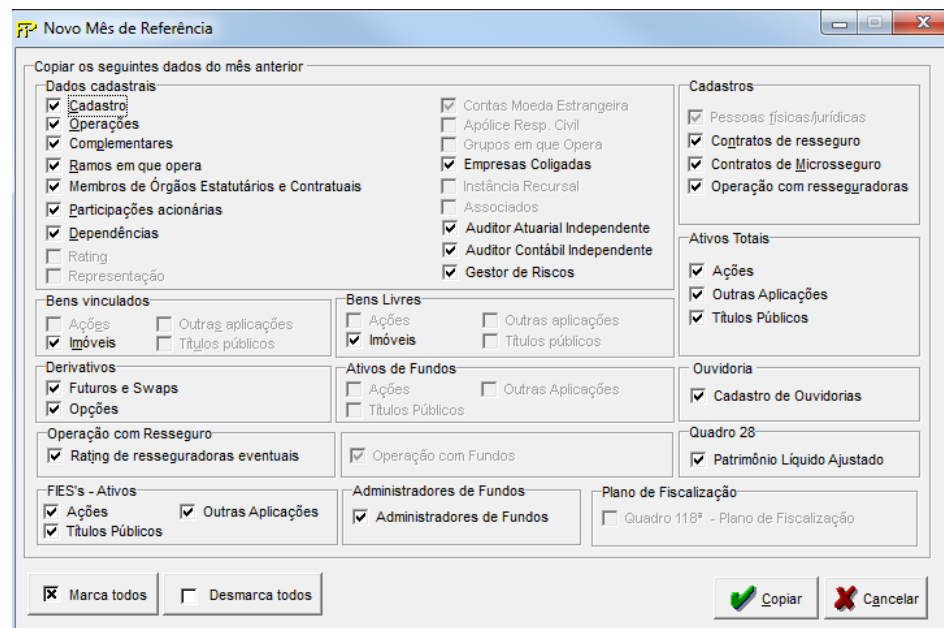 FIP Novo Mês de Referência
Copiar os seguintes dados do mês anterior
Dados cadastrais
Cadastro
Operações
Complementares
Ramos em que opera
Membros de Órgãos Estatutários e Contratuais
Participações acionárias
Dependências
Rating
Representação
Contas Moeda Estrangeira
Apólice Resp. Civil
Grupos em que Opera
Empresas Coligadas
Instância Recursal
Associados
Auditor Atuarial Independente
Auditor Contábil Independente
Gestor de Riscos
Cadastros
Pessoas físicas/jurídicas
Contratos de resseguro
Contratos de Microsseguro
Operação com resseguradoras
Ativos Totais
Ações
Outras Aplicações
Títulos Públicos
Bens vinculados
Ações Outras aplicações
Imóveis Títulos públicos
Bens Livres
Ações Outras aplicações
Imóveis Títulos públicos
Derivativos
Futuros e Swaps
Opções
Ativos de Fundos
Ações Outras Aplicações
Títulos Públicos
Ouvidoria
Cadastro de Ouvidorias
Operação com Resseguro
Rating de resseguradoras eventuais
Operação com Fundos
Quadro 28
Patrimônio Líquido Ajustado
FIES's - Ativos
Ações Outras Aplicações
Títulos Públicos
Administradores de Fundos
Administradores de Fundos
Plano de Fiscalização
Quadro 118ª - Plano de Fiscalização
Marca todos Desmarca todos Copiar Cancelar